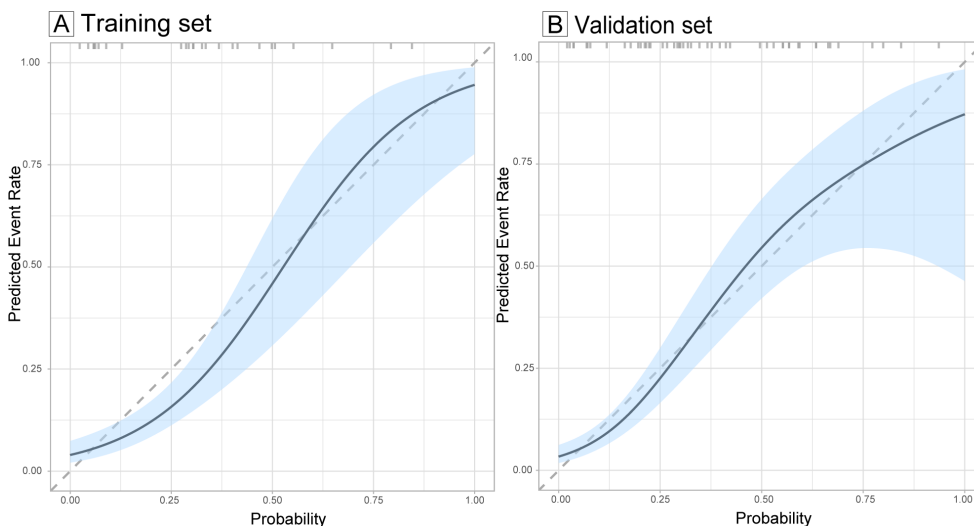 A Training set
1.00
0.75
0.50
0.25
0.00
Predicted Event Rate
0.00 0.25 0.50 0.75 1.00
Probability
B Validation set
1.00
0.75
0.50
0.25
0.00
Predicted Event Rate
0.00 0.25 0.50 0.75 1.00
Probability